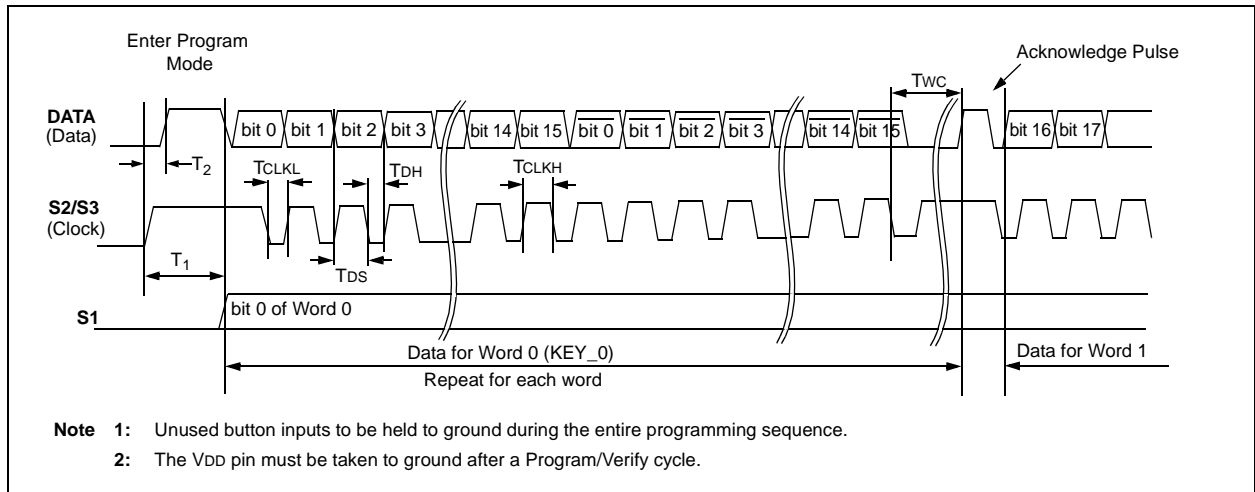 Enter Program
Mode
Acknowledge Pulse
TWC
DATA
(Data)
bit 0 bit 1 bit 2 bit 3 bit 14 bit 15 bit 0 bit 1 bit 2 bit 3 bit 14 bit 15 bit 16 bit 17
T2
TCLKL
TDH
TCLKH
S2/S3
(Clock)
T1
TDS
bit 0 of Word 0
S1
Data for Word 0 (KEY_0)
Data for Word 1
Repeat for each word
Note 1: Unused button inputs to be held to ground during the entire programming sequence.
2: The VDD pin must be taken to ground after a Program/Verify cycle.